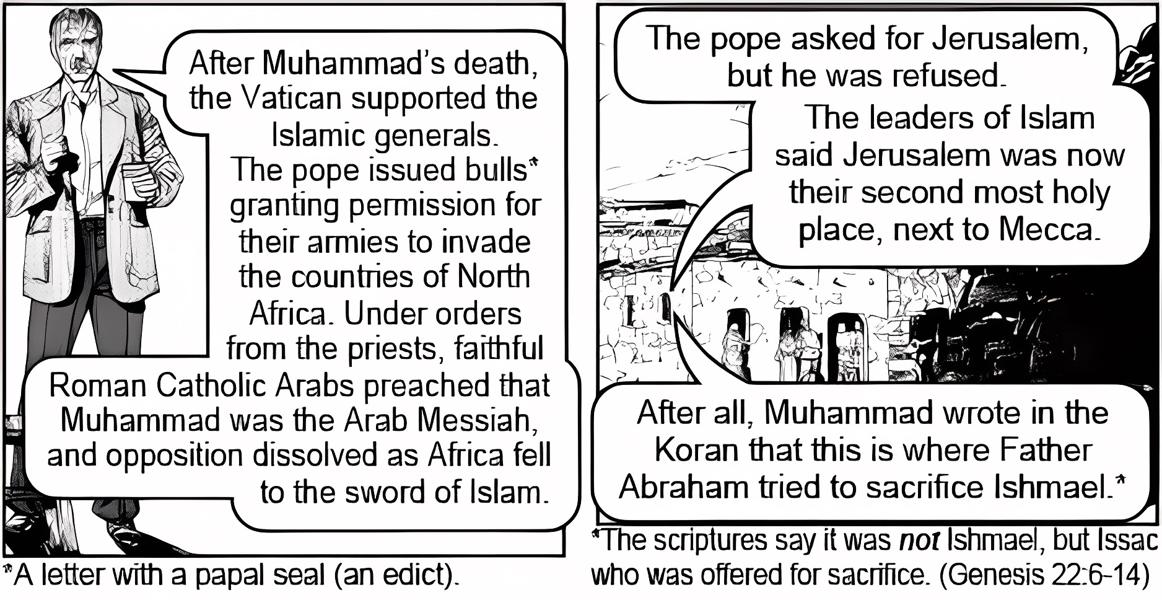 After Muhammad's death,
the Vatican supported the
Islamic generals.
The pope issued bulls*
granting permission for
their armies to invade
the countries of North
Africa. Under orders
from the priests, faithful
Roman Catholic Arabs preached that
Muhammad was the Arab Messiah,
and opposition dissolved as Africa fell
to the sword of Islam.
*A letter with a papal seal (an edict).
The pope asked for Jerusalem,
but he was refused.
The leaders of Islam
said Jerusalem was now
their second most holy
place, next to Mecca.
After all, Muhammad wrote in the
Koran that this is where Father
Abraham tried to sacrifice Ishmael.*
*The scriptures say it was not Ishmael, but Issac
who was offered for sacrifice. (Genesis 22:6-14)